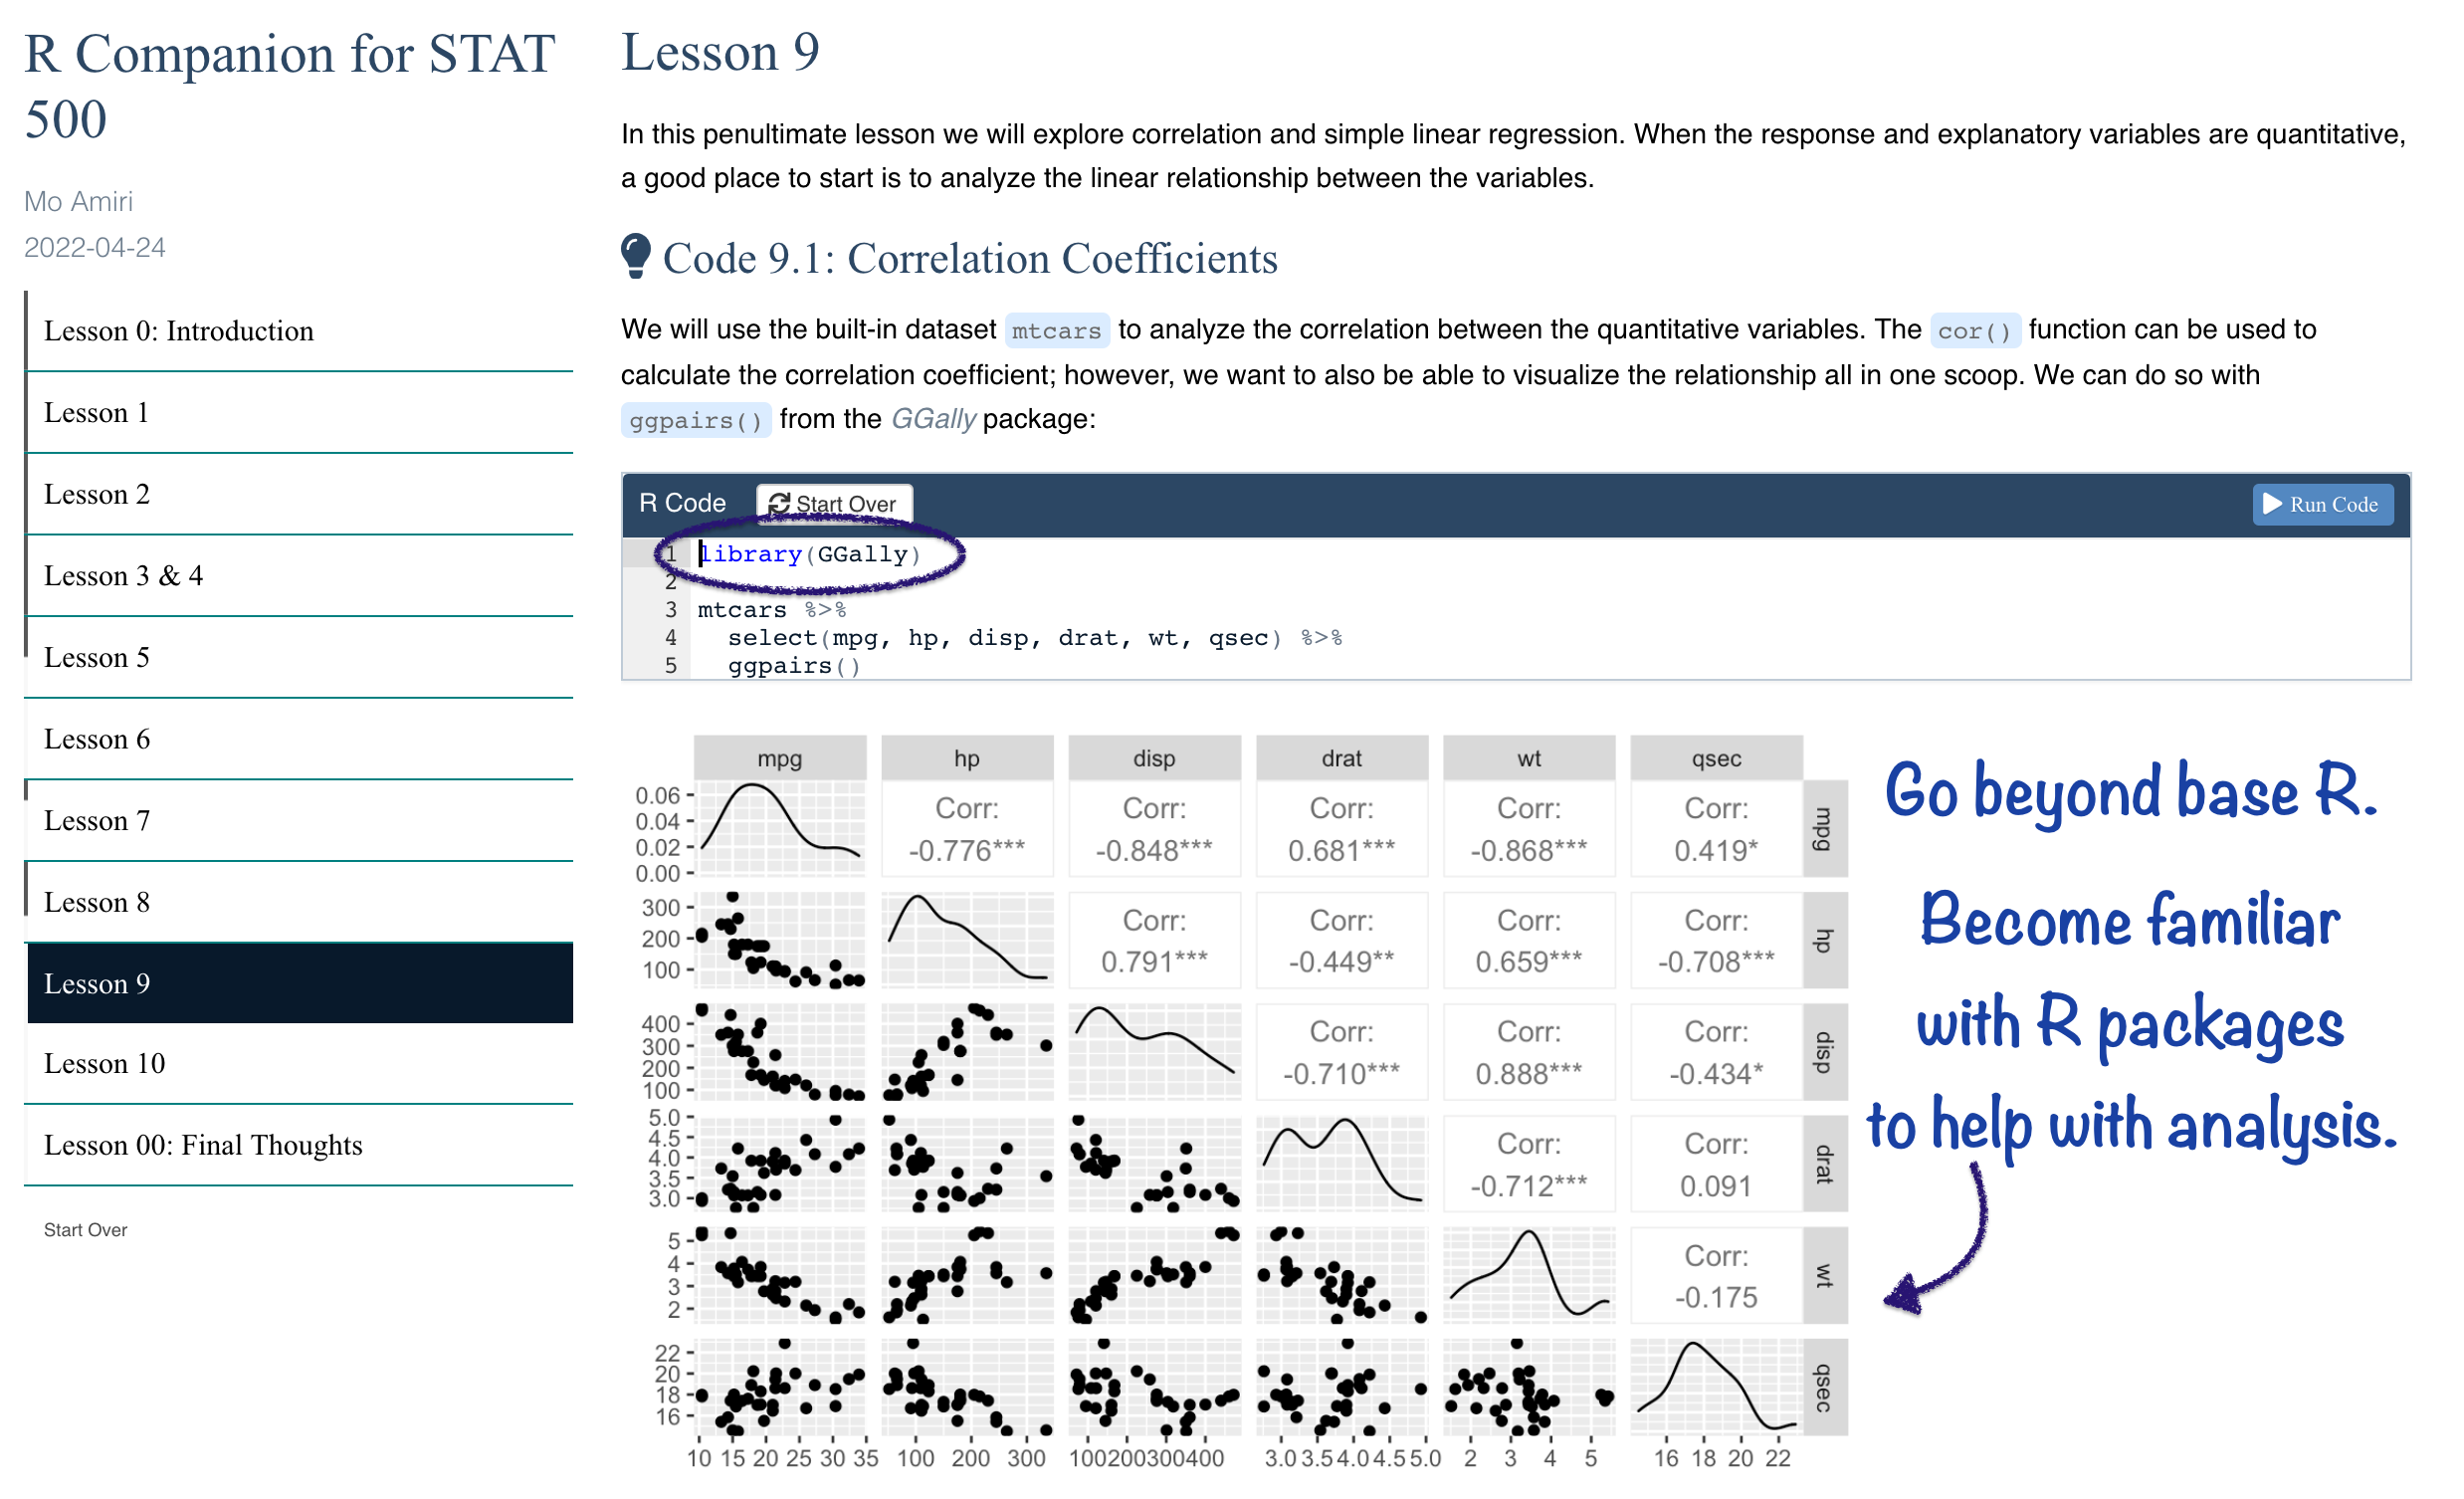 R Companion for STAT
500
Mo Amiri
2022-04-24
Lesson 0: Introduction
Lesson 1
Lesson 2
Lesson 3 & 4
Lesson 5
Lesson 6
Lesson 7
Lesson 8
Lesson 9
Lesson 10
Lesson 00: Final Thoughts
Start Over
Lesson 9
In this penultimate lesson we will explore correlation and simple linear regression. When the response and explanatory variables are quantitative,
a good place to start is to analyze the linear relationship between the variables.
Code 9.1: Correlation Coefficients
We will use the built-in dataset mtcars to analyze the correlation between the quantitative variables. The cor() function can be used to
calculate the correlation coefficient; however, we want to also be able to visualize the relationship all in one scoop. We can do so with
ggpairs() from the GGally package:
R Code Start Over Run Code
1 library(GGally)
2
3 mtcars %>%
4 select(mpg, hp, disp, drat, wt, qsec) %>%
5 ggpairs()
mpg hp disp drat wt qsec
0.06
0.04
0.02
0.00
Corr: Corr: Corr: Corr: Corr:
-0.776*** -0.848*** 0.681*** -0.868*** 0.419*
mpg
300
200
100
Corr: Corr: Corr: Corr:
0.791*** -0.449** 0.659*** -0.708***
hp
400
300
200
100
Corr: Corr: Corr:
-0.710*** 0.888*** -0.434*
disp
5.0
4.5
4.0
3.5
3.0
Corr: Corr:
-0.712*** 0.091
drat
5
4
3
2
Corr:
-0.175
wt
22
20
18
16
qsec
10 15 20 25 30 35 100 200 300 100 200 300 400 3.0 3.5 4.0 4.5 5.0 2 3 4 5 16 18 20 22
Go beyond base R.
Become familiar
with R packages
to help with analysis.